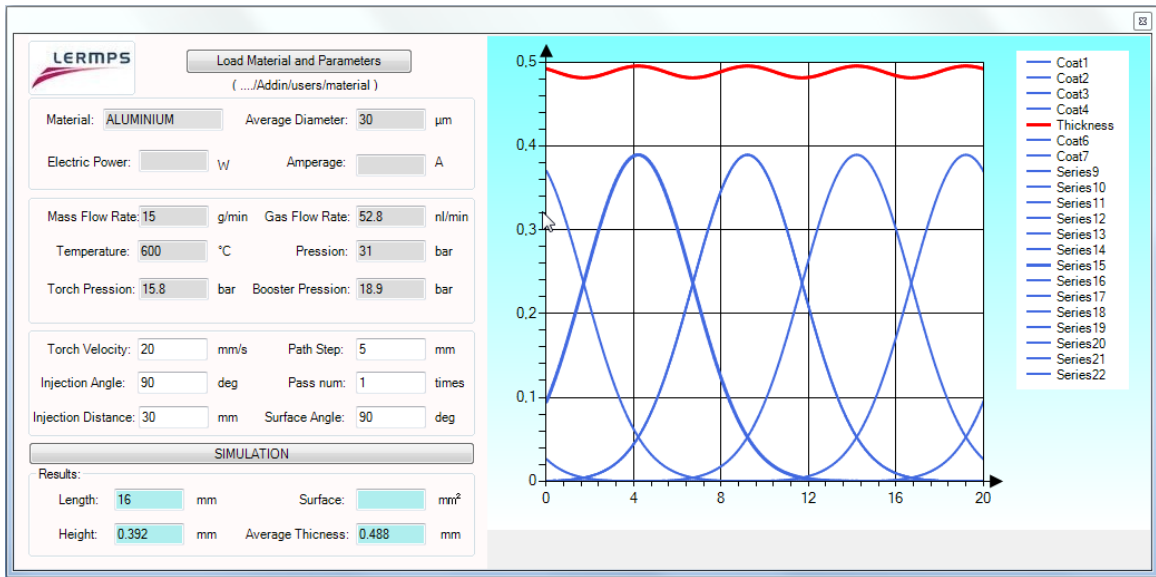 LERMPS
Load Material and Parameters
( ..../Addin/users/material )
Material: ALUMINIUM Average Diameter: 30 µm
Electric Power: W Amperage: A
Mass Flow Rate: 15 g/min Gas Flow Rate: 52.8 nl/min
Temperature: 600 °C Pression: 31 bar
Torch Pression: 15.8 bar Booster Pression: 18.9 bar
Torch Velocity: 20 mm/s Path Step: 5 mm
Injection Angle: 90 deg Pass num: 1 times
Injection Distance: 30 mm Surface Angle: 90 deg
SIMULATION
Results:
Length: 16 mm Surface: mm²
Height: 0.392 mm Average Thicness: 0.488 mm
0.5
0.4
0.3
0.2
0.1
0
0 4 8 12 16 20
Coat1
Coat2
Coat3
Coat4
Thickness
Coat6
Coat7
Series9
Series10
Series11
Series12
Series13
Series14
Series15
Series16
Series17
Series18
Series19
Series20
Series21
Series22